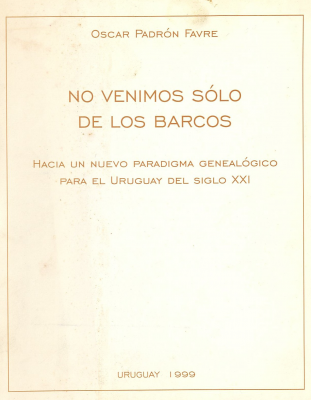 Oscar Padrón Favre
NO VENIMOS SÓLO
DE LOS BARCOS
Hacia un nuevo paradigma genealógico
para el Uruguay del siglo XXI
URUGUAY 1999